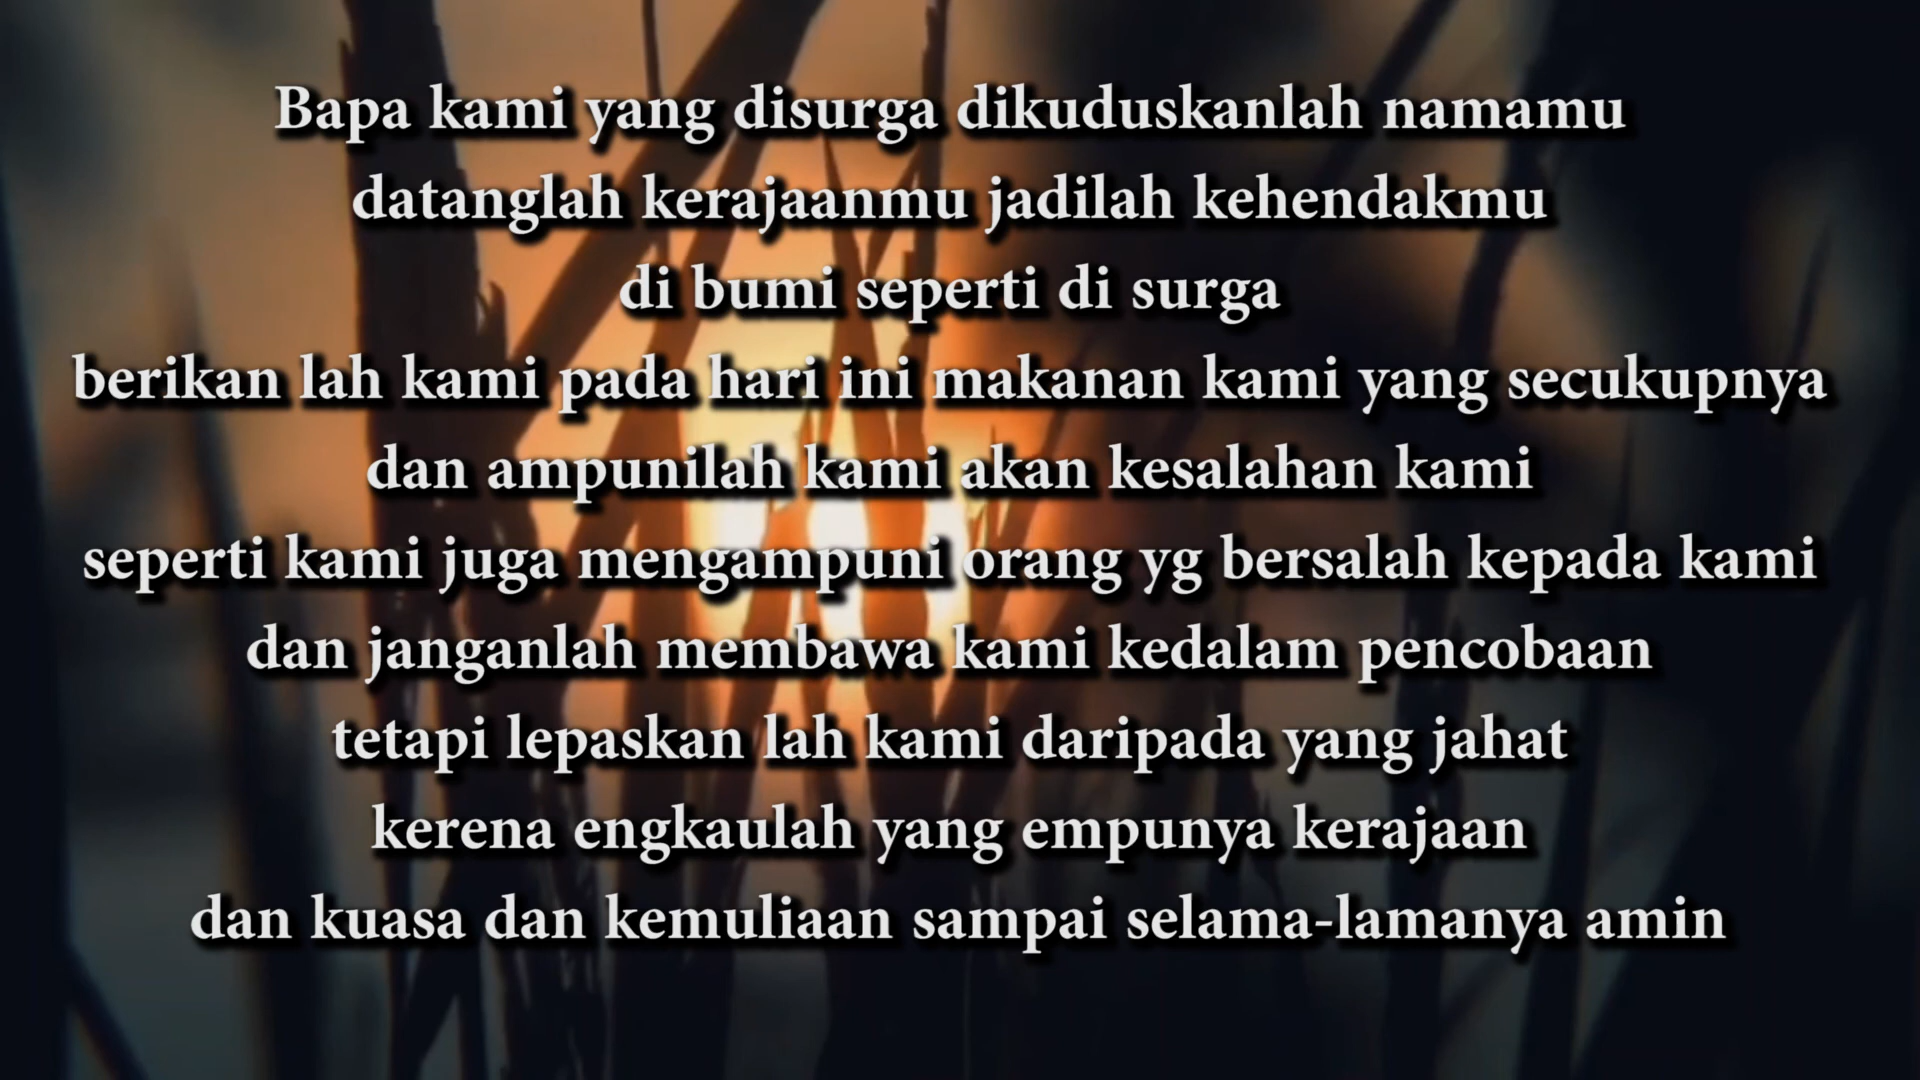 Bapa kami yang disurga dikuduskanlah namamu
datanglah kerajaanmu jadilah kehendakmu
di bumi seperti di surga
berikan lah kami pada hari ini makanan kami yang secukupnya
dan ampunilah kami akan kesalahan kami
seperti kami juga mengampuni orang yg bersalah kepada kami
dan janganlah membawa kami kedalam pencobaan
tetapi lepaskan lah kami daripada yang jahat
kerena engkaulah yang empunya kerajaan
dan kuasa dan kemuliaan sampai selama-lamanya amin